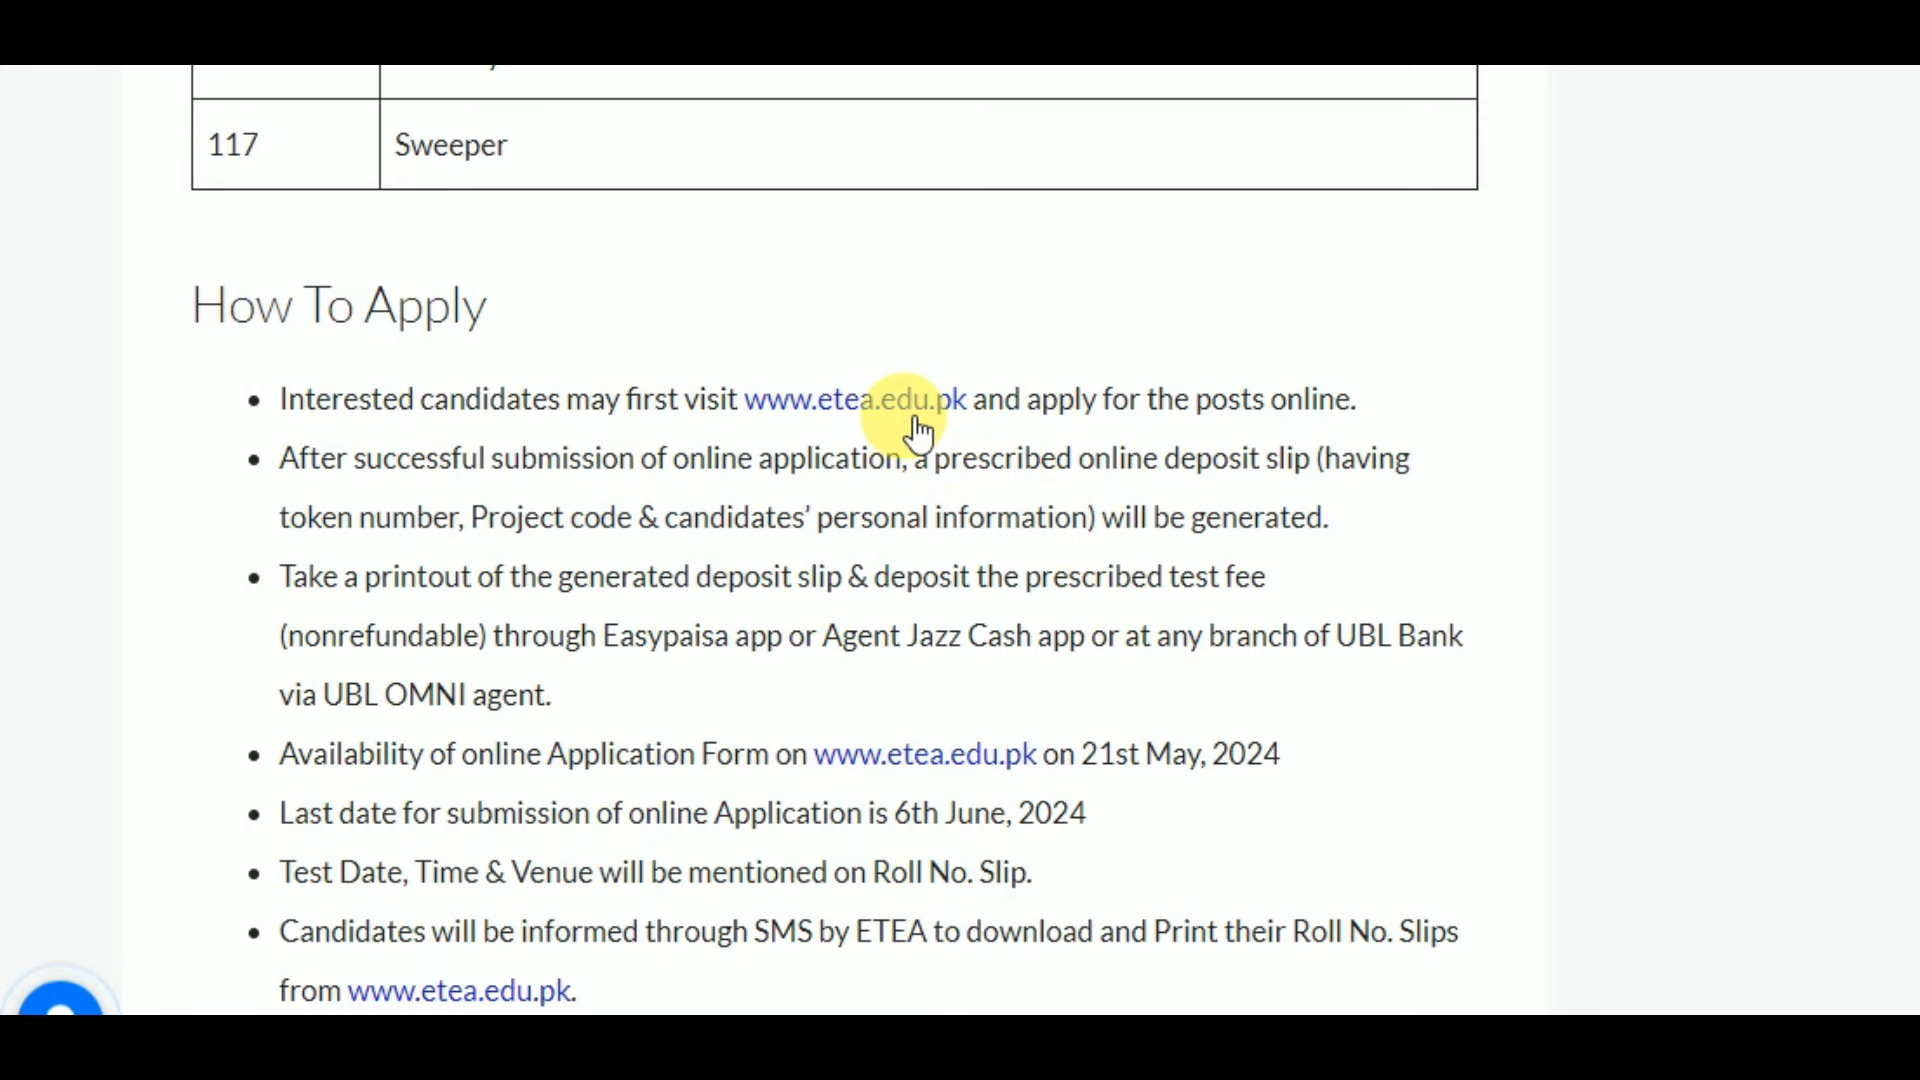 117 Sweeper
How To Apply
• Interested candidates may first visit www.etea.edu.pk and apply for the posts online.
• After successful submission of online application, a prescribed online deposit slip (having
token number, Project code & candidates’ personal information) will be generated.
• Take a printout of the generated deposit slip & deposit the prescribed test fee
(nonrefundable) through Easypaisa app or Agent Jazz Cash app or at any branch of UBL Bank
via UBL OMNI agent.
• Availability of online Application Form on www.etea.edu.pk on 21st May, 2024
• Last date for submission of online Application is 6th June, 2024
• Test Date, Time & Venue will be mentioned on Roll No. Slip.
• Candidates will be informed through SMS by ETEA to download and Print their Roll No. Slips
from www.etea.edu.pk.